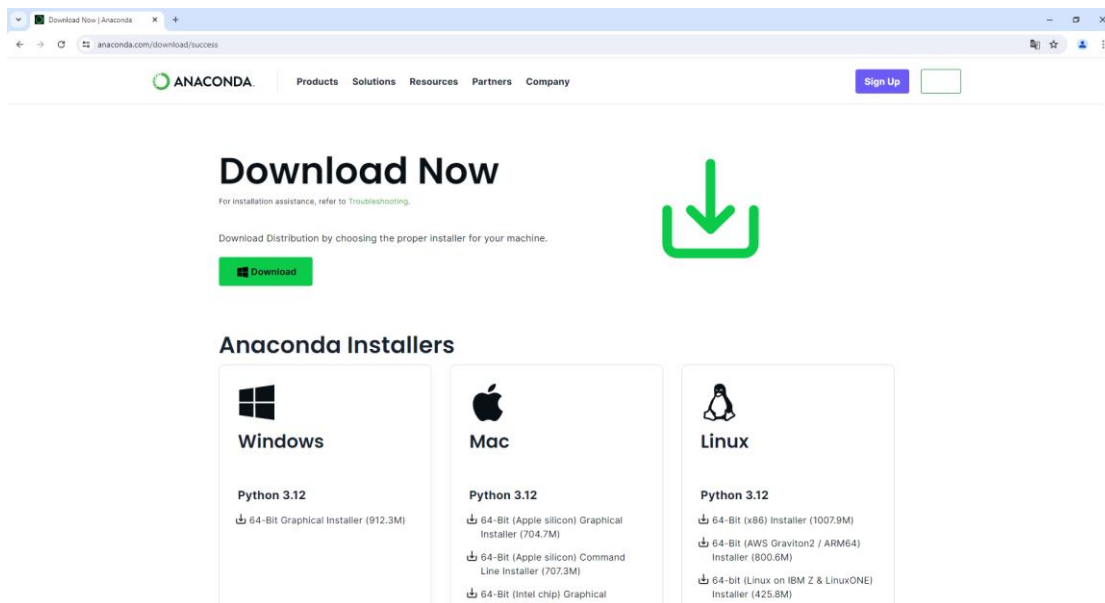 Download Now | Anaconda
anaconda.com/download/success
ANACONDA.
Products Solutions Resources Partners Company
Sign Up
Download Now
For installation assistance, refer to Troubleshooting.
Download Distribution by choosing the proper installer for your machine.
Download
Anaconda Installers
Windows
Python 3.12
64-Bit Graphical Installer (912.3M)
Mac
Python 3.12
64-Bit (Apple silicon) Graphical
Installer (704.7M)
64-Bit (Apple silicon) Command
Line Installer (707.3M)
64-Bit (Intel chip) Graphical
Linux
Python 3.12
64-Bit (x86) Installer (1007.9M)
64-Bit (AWS Graviton2 / ARM64)
Installer (800.6M)
64-bit (Linux on IBM Z & LinuxONE)
Installer (425.8M)